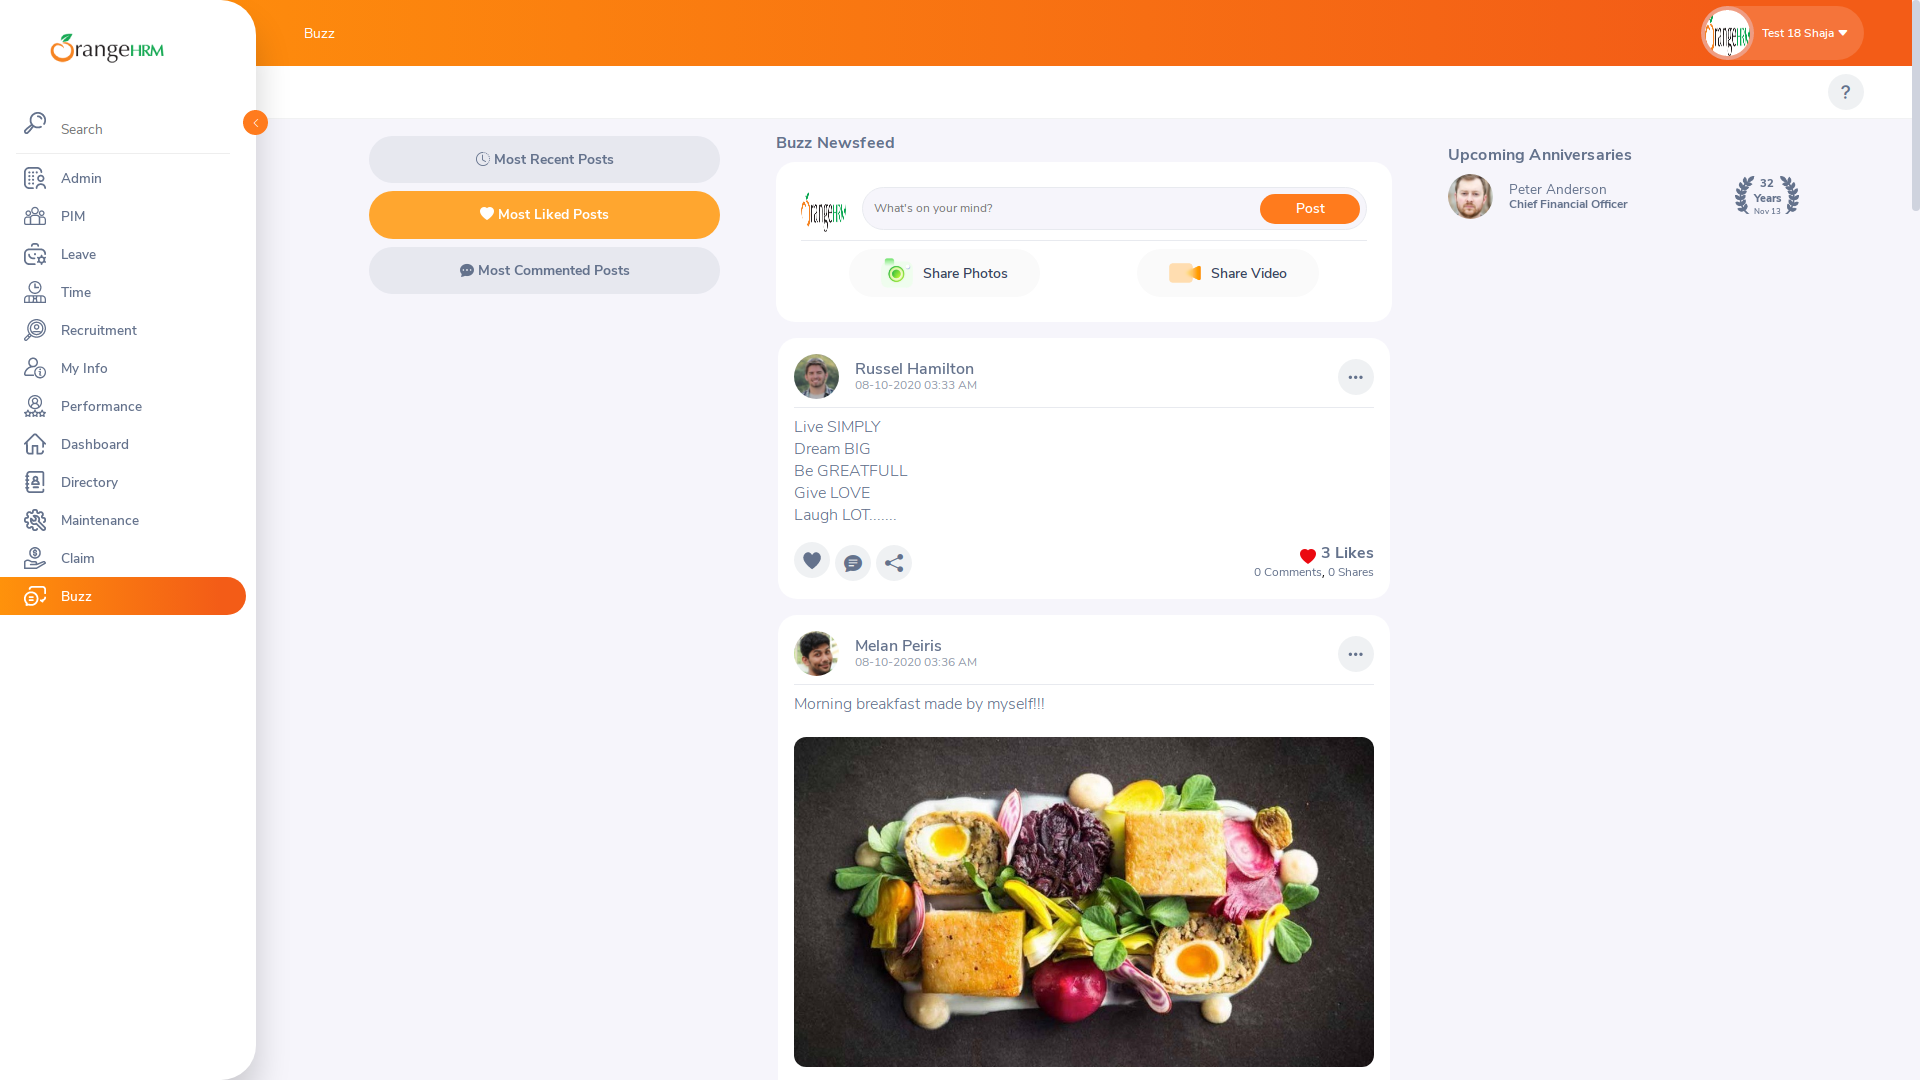 OrangeHRM
Search
Admin
PIM
Leave
Time
Recruitment
My Info
Performance
Dashboard
Directory
Maintenance
Claim
Buzz
Buzz
OrangeHRM
Test 18 Shaja
?
Most Recent Posts
Most Liked Posts
Most Commented Posts
Buzz Newsfeed
OrangeHRM
What's on your mind?
Post
Share Photos
Share Video
Russel Hamilton
08-10-2020 03:33 AM
Live SIMPLY
Dream BIG
Be GREATFULL
Give LOVE
Laugh LOT.......
3 Likes
0 Comments, 0 Shares
Melan Peiris
08-10-2020 03:36 AM
Morning breakfast made by myself!!!
Upcoming Anniversaries
Peter Anderson
Chief Financial Officer
32
Years
Nov 13